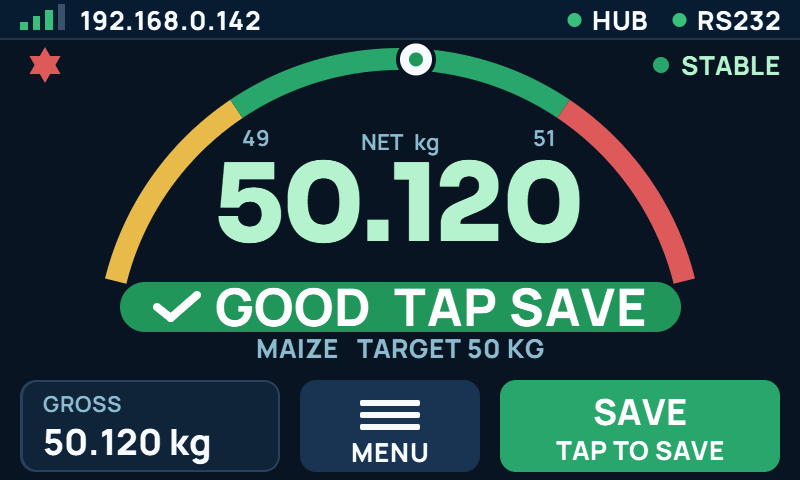 192.168.0.142
HUB
RS232
STABLE
49
NET kg
51
50.120
GOOD TAP SAVE
MAIZE TARGET 50 KG
GROSS
50.120 kg
MENU
SAVE
TAP TO SAVE